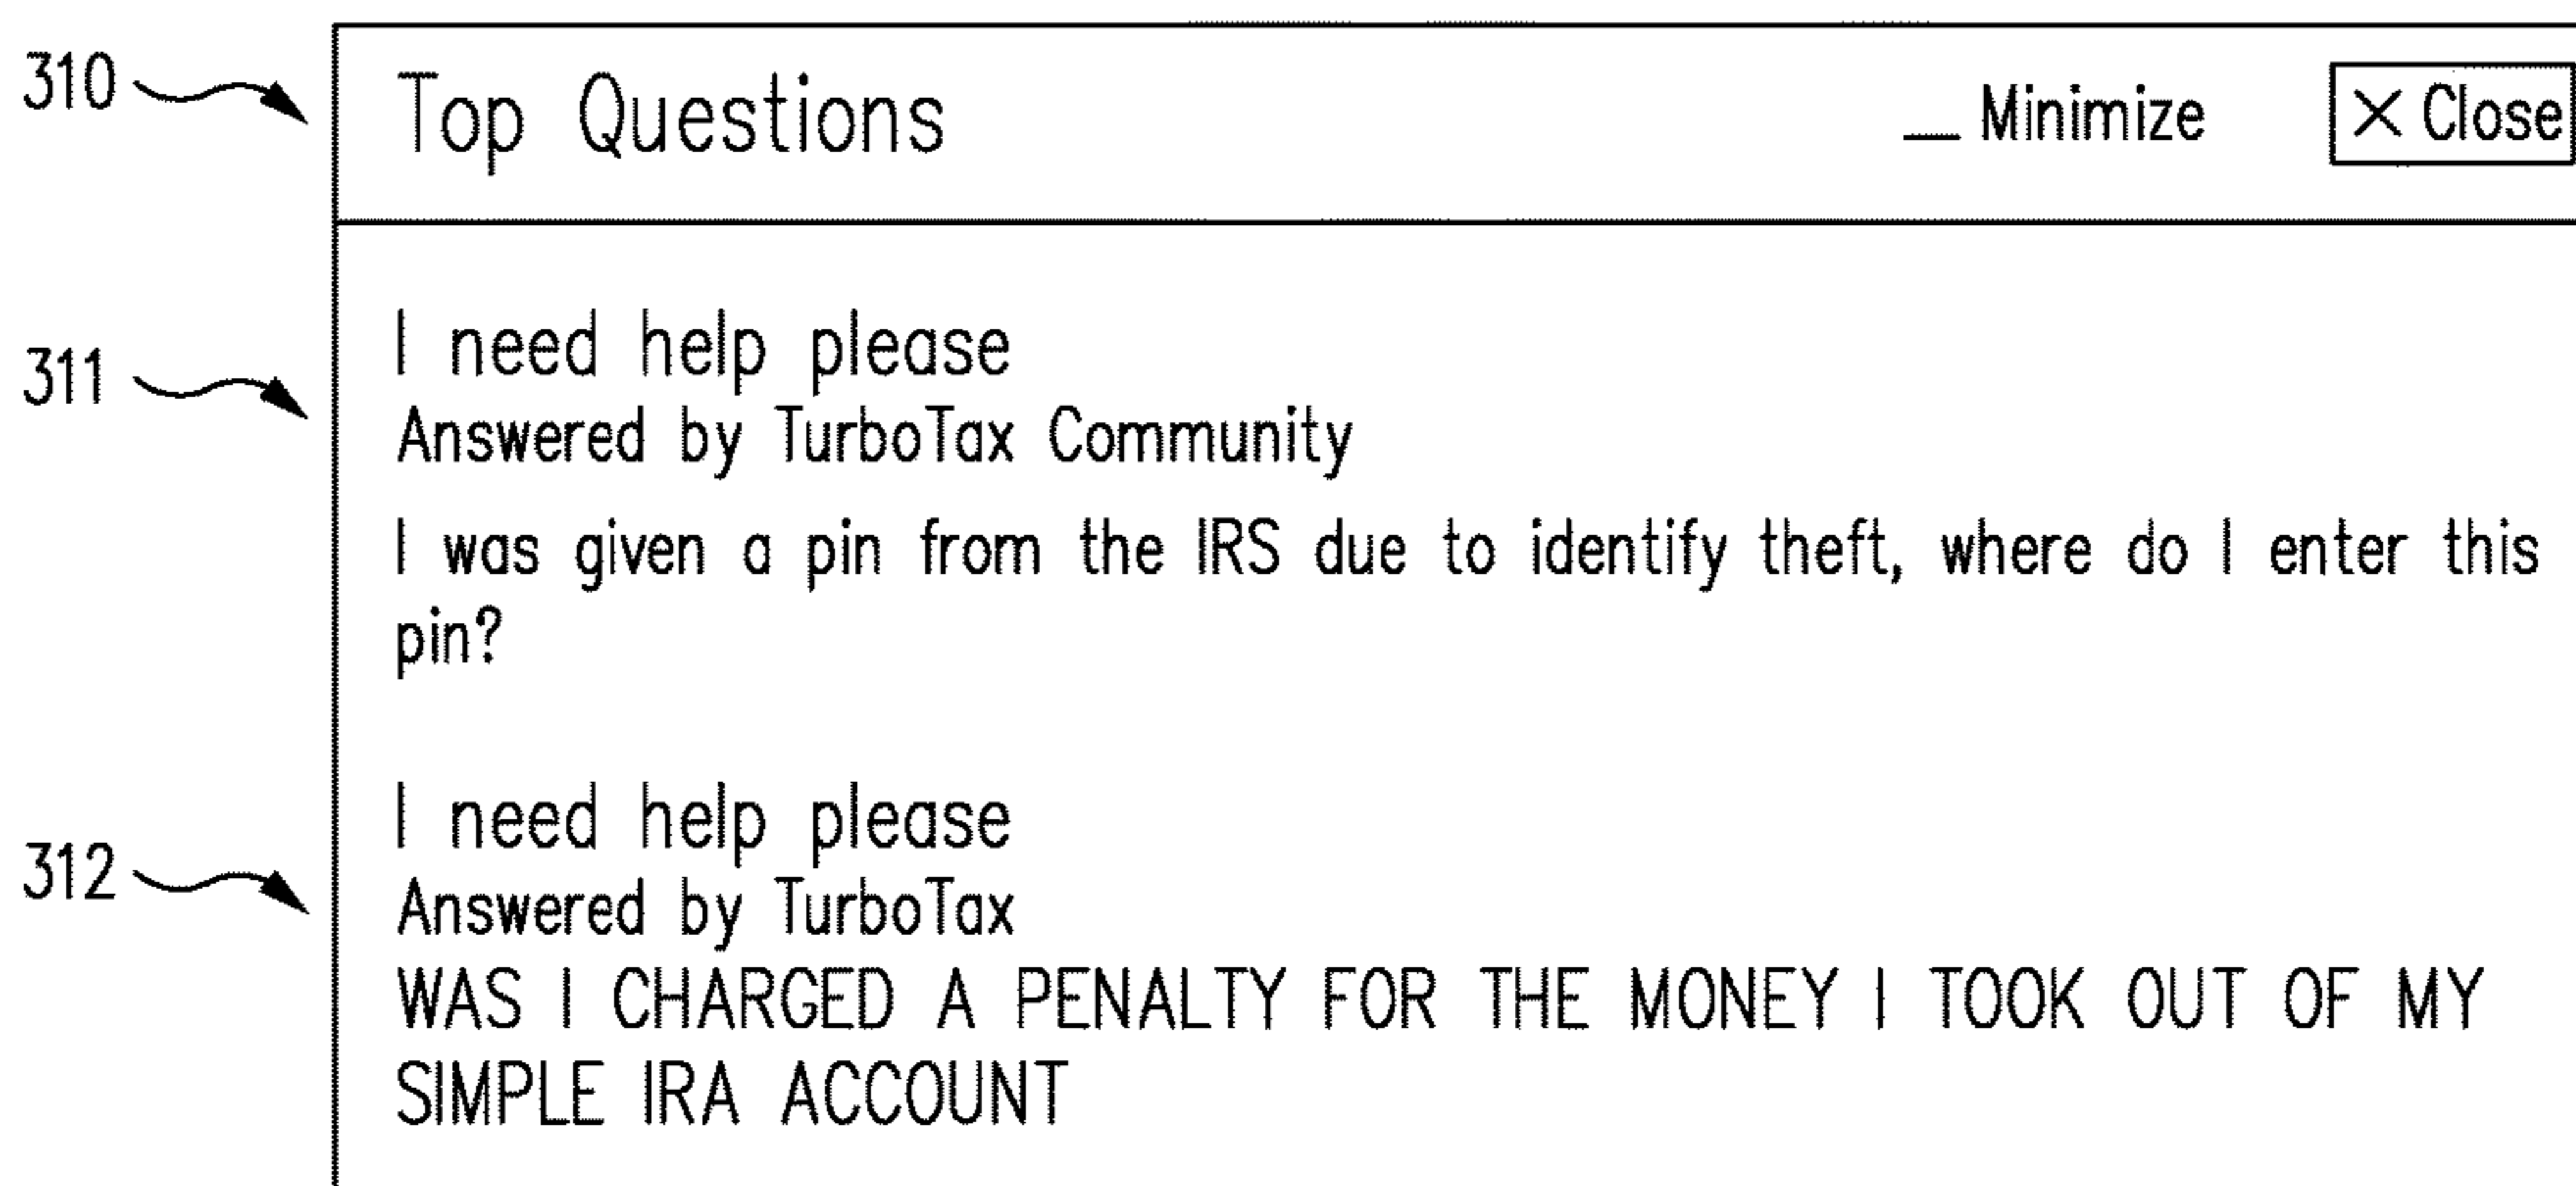 310
Top Questions
_ Minimize
X Close
311
I need help please
Answered by TurboTax Community
I was given a pin from the IRS due to identify theft, where do I enter this
pin?
312
I need help please
Answered by TurboTax
WAS I CHARGED A PENALTY FOR THE MONEY I TOOK OUT OF MY
SIMPLE IRA ACCOUNT